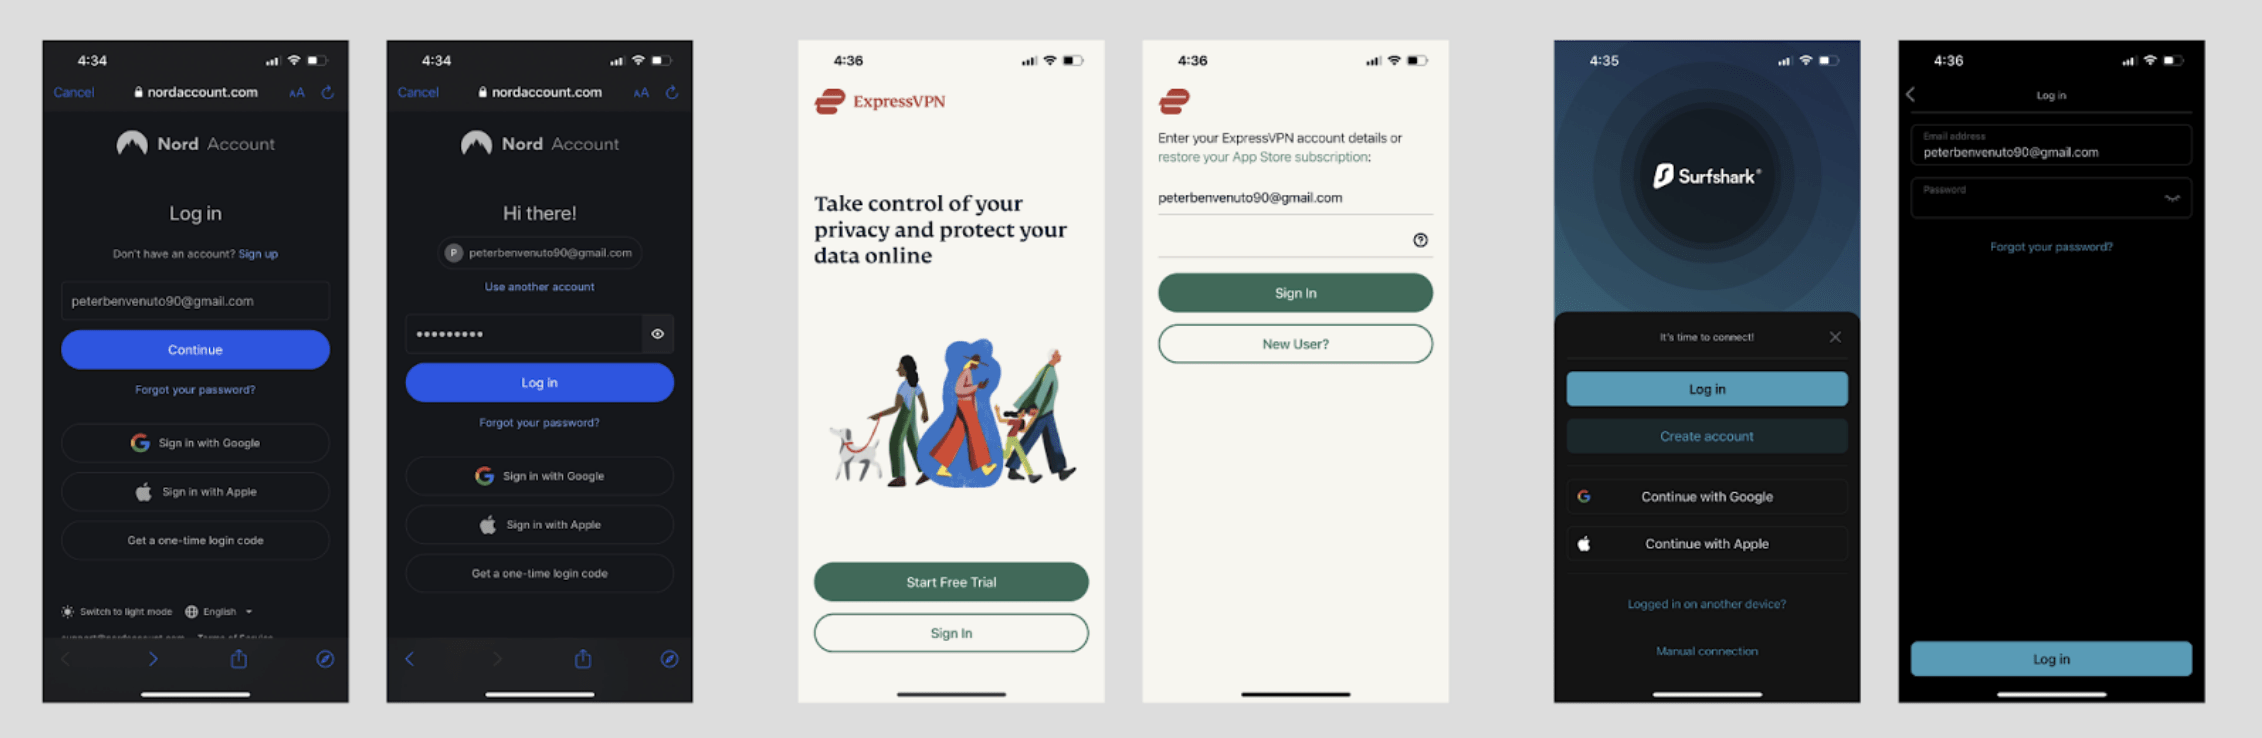 4:34
Cancel
nordaccount.com
AA
Nord Account
Log in
Don't have an account? Sign up
peterbenvenuto90@gmail.com
Continue
Forgot your password?
Sign in with Google
Sign in with Apple
Get a one-time login code
Switch to light mode
English
support@nordaccount.com
Terms of Service
4:34
Cancel
nordaccount.com
AA
Nord Account
Hi there!
P
peterbenvenuto90@gmail.com
Use another account
•••••••••
Log in
Forgot your password?
Sign in with Google
Sign in with Apple
Get a one-time login code
4:36
ExpressVPN
Take control of your
privacy and protect your
data online
Start Free Trial
Sign In
4:36
Enter your ExpressVPN account details or
restore your App Store subscription:
peterbenvenuto90@gmail.com
Sign In
New User?
4:35
Surfshark®
It's time to connect!
Log in
Create account
Continue with Google
Continue with Apple
Logged in on another device?
Manual connection
4:36
Log in
Email address
peterbenvenuto90@gmail.com
Password
Forgot your password?
Log in